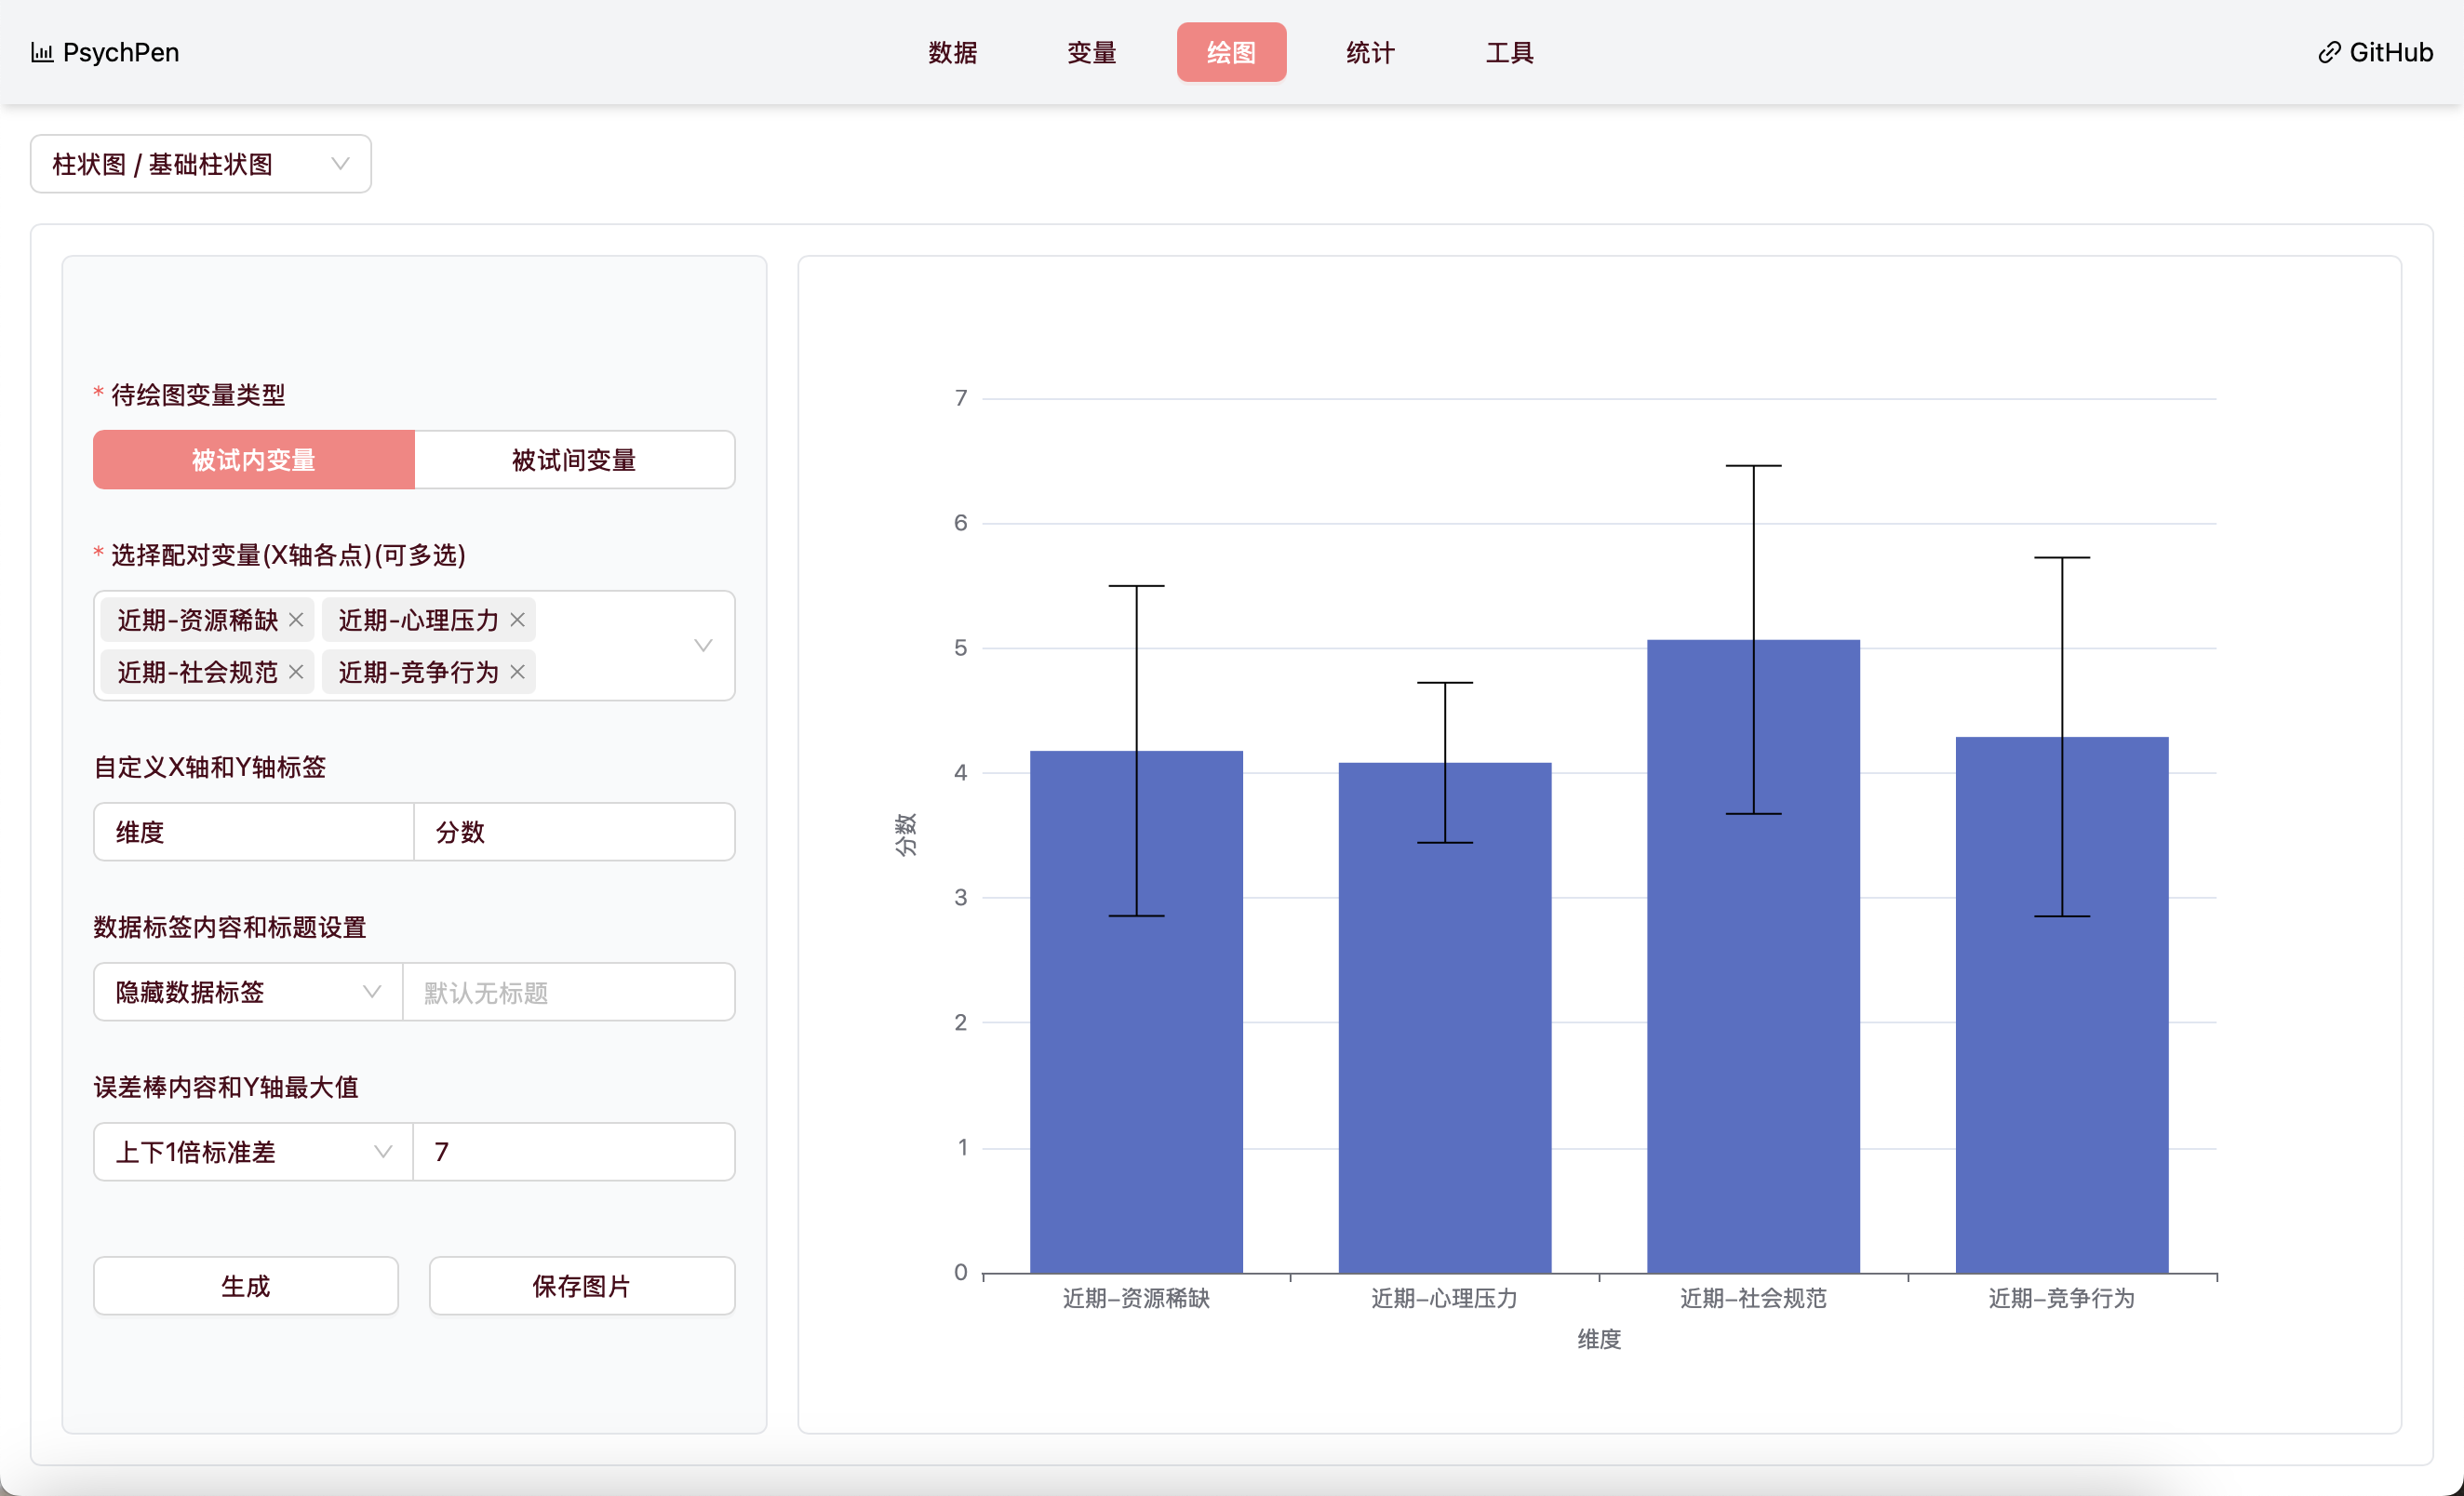 PsychPen
数据 变量 绘图 统计 工具
GitHub
柱状图 / 基础柱状图
* 待绘图变量类型
被试内变量 被试间变量
* 选择配对变量(X轴各点)(可多选)
近期-资源稀缺 近期-心理压力
近期-社会规范 近期-竞争行为
自定义X轴和Y轴标签
维度 分数
数据标签内容和标题设置
隐藏数据标签 默认无标题
误差棒内容和Y轴最大值
上下1倍标准差 7
生成 保存图片
7
6
5
4
3
2
1
0
分数
近期-资源稀缺 近期-心理压力 近期-社会规范 近期-竞争行为
维度